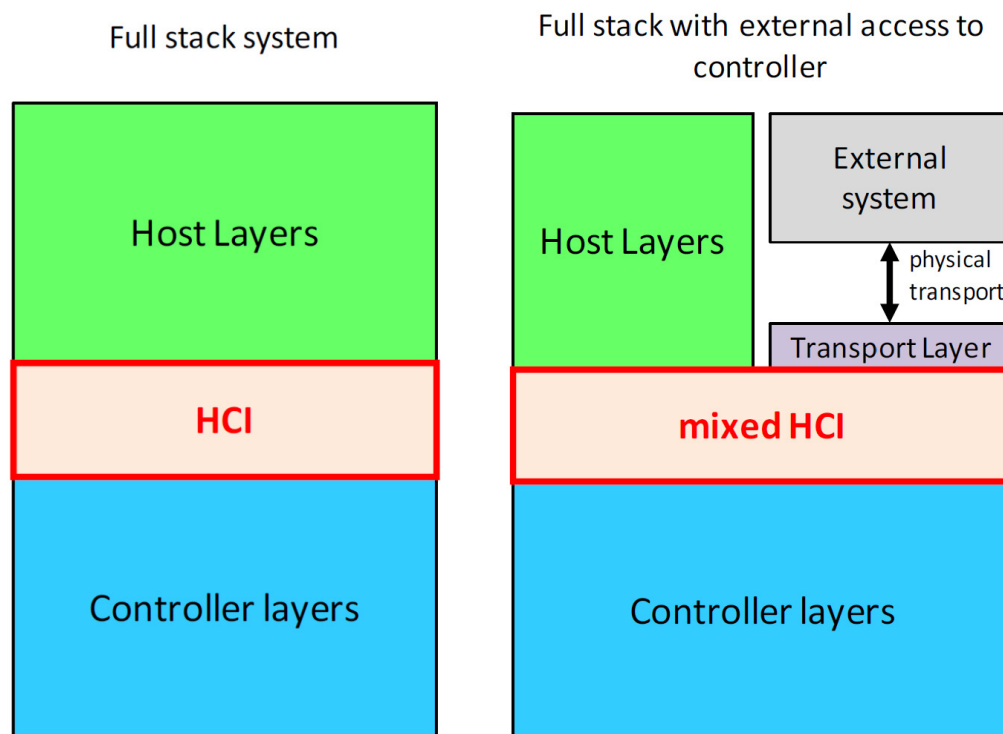 Full stack system
Host Layers
HCI
Controller layers
Full stack with external access to
controller
Host Layers
External
system
physical
transport
Transport Layer
mixed HCI
Controller layers